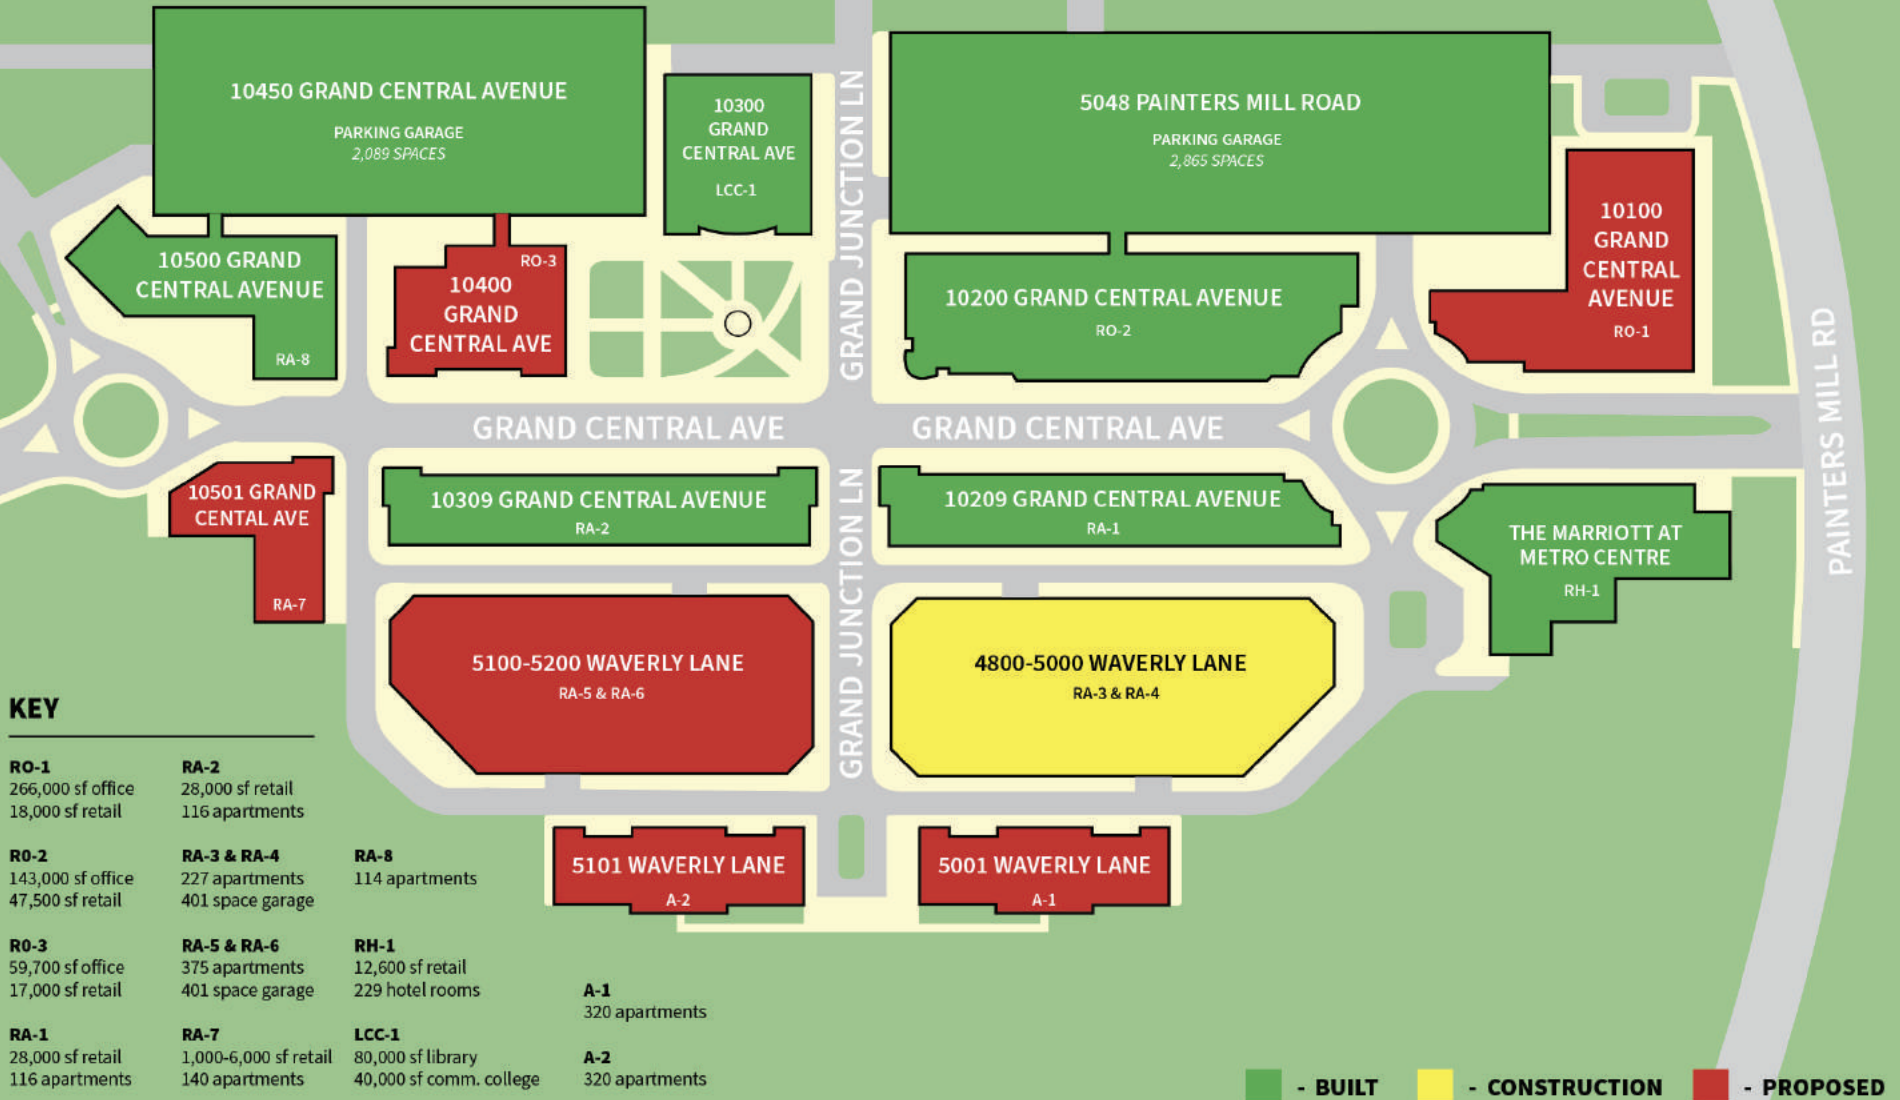 10450 GRAND CENTRAL AVENUE
PARKING GARAGE
2,089 SPACES
10300
GRAND
CENTRAL AVE
LCC-1
GRAND JUNCTION LN
5048 PAINTERS MILL ROAD
PARKING GARAGE
2,865 SPACES
10100
GRAND
CENTRAL
AVENUE
RO-1
10500 GRAND
CENTRAL AVENUE
RA-8
RO-3
10400
GRAND
CENTRAL AVE
10200 GRAND CENTRAL AVENUE
RO-2
PAINTERS MILL RD
GRAND CENTRAL AVE
GRAND CENTRAL AVE
10501 GRAND
CENTAL AVE
RA-7
10309 GRAND CENTRAL AVENUE
RA-2
GRAND JUNCTION LN
10209 GRAND CENTRAL AVENUE
RA-1
THE MARRIOTT AT
METRO CENTRE
RH-1
5100-5200 WAVERLY LANE
RA-5 & RA-6
4800-5000 WAVERLY LANE
RA-3 & RA-4
5101 WAVERLY LANE
A-2
5001 WAVERLY LANE
A-1
KEY
RO-1
266,000 sf office
18,000 sf retail
R0-2
143,000 sf office
47,500 sf retail
R0-3
59,700 sf office
17,000 sf retail
RA-1
28,000 sf retail
116 apartments
RA-2
28,000 sf retail
116 apartments
RA-3 & RA-4
227 apartments
401 space garage
RA-5 & RA-6
375 apartments
401 space garage
RA-7
1,000-6,000 sf retail
140 apartments
RA-8
114 apartments
RH-1
12,600 sf retail
229 hotel rooms
LCC-1
80,000 sf library
40,000 sf comm. college
A-1
320 apartments
A-2
320 apartments
- BUILT
- CONSTRUCTION
- PROPOSED